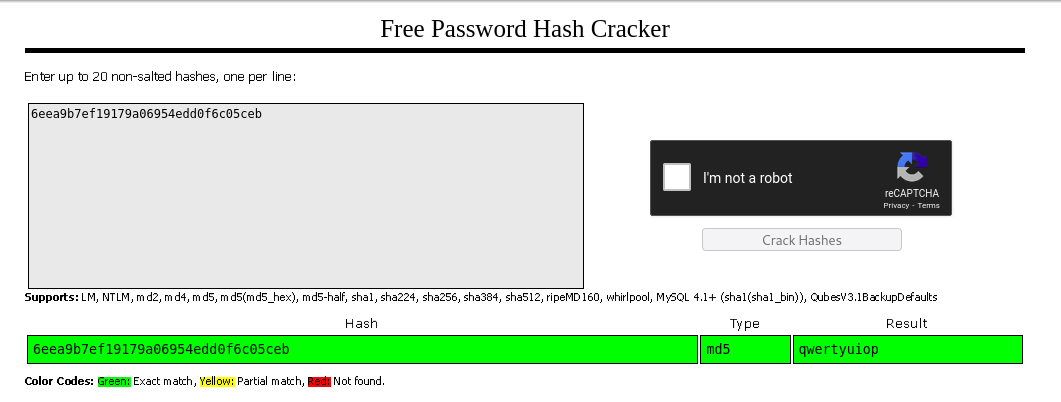 Free Password Hash Cracker
Enter up to 20 non-salted hashes, one per line:
6eea9b7ef19179a06954edd0f6c05ceb
I'm not a robot
reCAPTCHA
Privacy - Terms
Crack Hashes
Supports: LM, NTLM, md2, md4, md5, md5(md5_hex), md5-half, sha1, sha224, sha256, sha384, sha512, ripeMD160, whirlpool, MySQL 4.1+ (sha1(sha1_bin)), QubesV3.1BackupDefaults
Hash Type Result
6eea9b7ef19179a06954edd0f6c05ceb md5 qwertyuiop
Color Codes: Green: Exact match, Yellow: Partial match, Red: Not found.